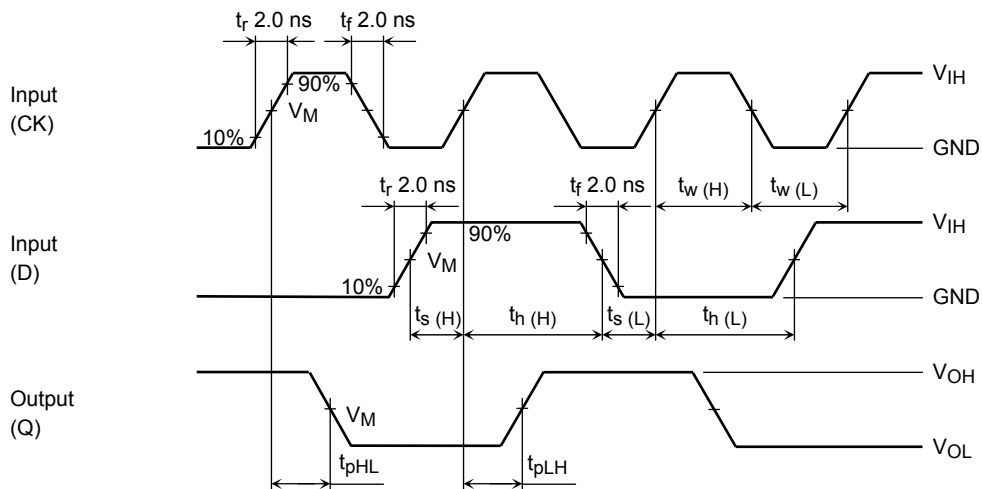 tr 2.0 ns tf 2.0 ns
Input
(CK)
90%
VM
10%
VIH
GND
tr 2.0 ns tf 2.0 ns tw (H) tw (L)
Input
(D)
90%
VM
10%
VIH
GND
ts (H) th (H) ts (L) th (L)
Output
(Q)
VM
VOH
VOL
tpHL tpLH